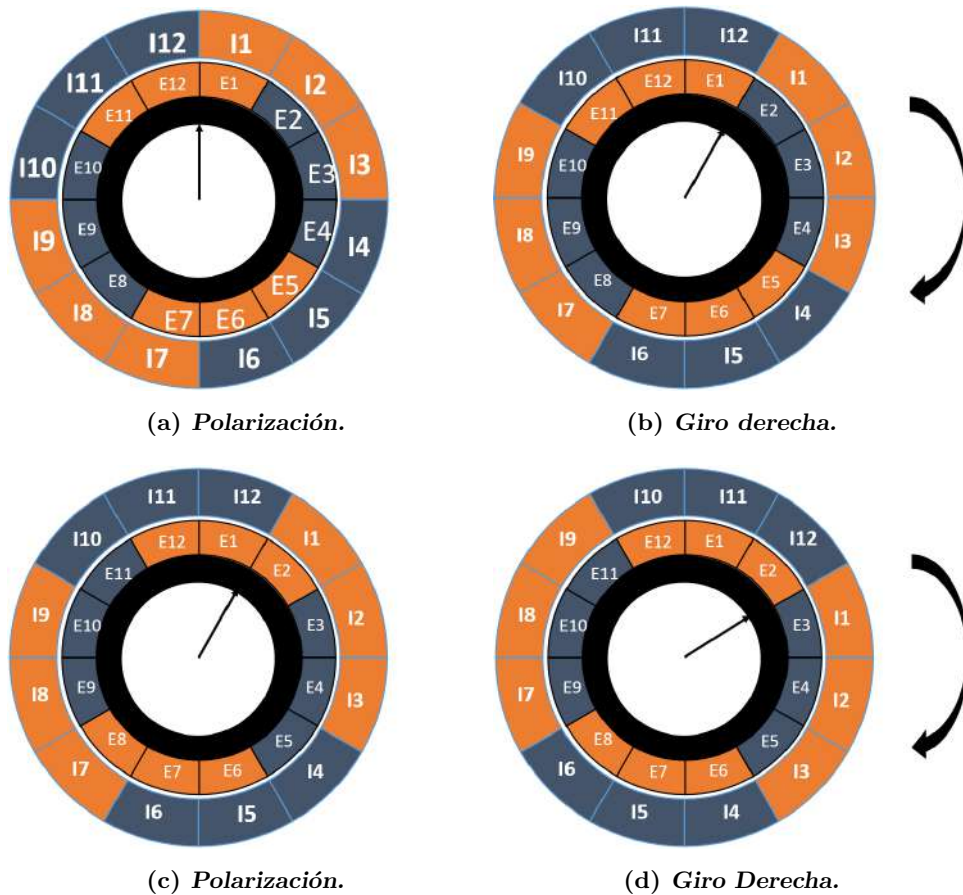 I12 I1 I11 I12
I11 E12 E1 I2 I10 E12 E1 I1
E11 E2 E11 E2
I10 E10 E3 I3 I9 E10 E3 I2
I9 E9 E4 I4 I8 E9 E4 I3
E8 E5 E8 E5
I8 E7 E6 I5 I7 E7 E6 I4
I7 I6 I6 I5
(a) Polarización. (b) Giro derecha.
I11 I12 I10 I11
I10 E12 E1 I1 I9 E12 E1 I12
E11 E2 E11 E2
I9 E10 E3 I2 I8 E10 E3 I1
I8 E9 E4 I3 I7 E9 E4 I2
E8 E5 E8 E5
I7 E7 E6 I4 I6 E7 E6 I3
I6 I5 I5 I4
(c) Polarización. (d) Giro Derecha.